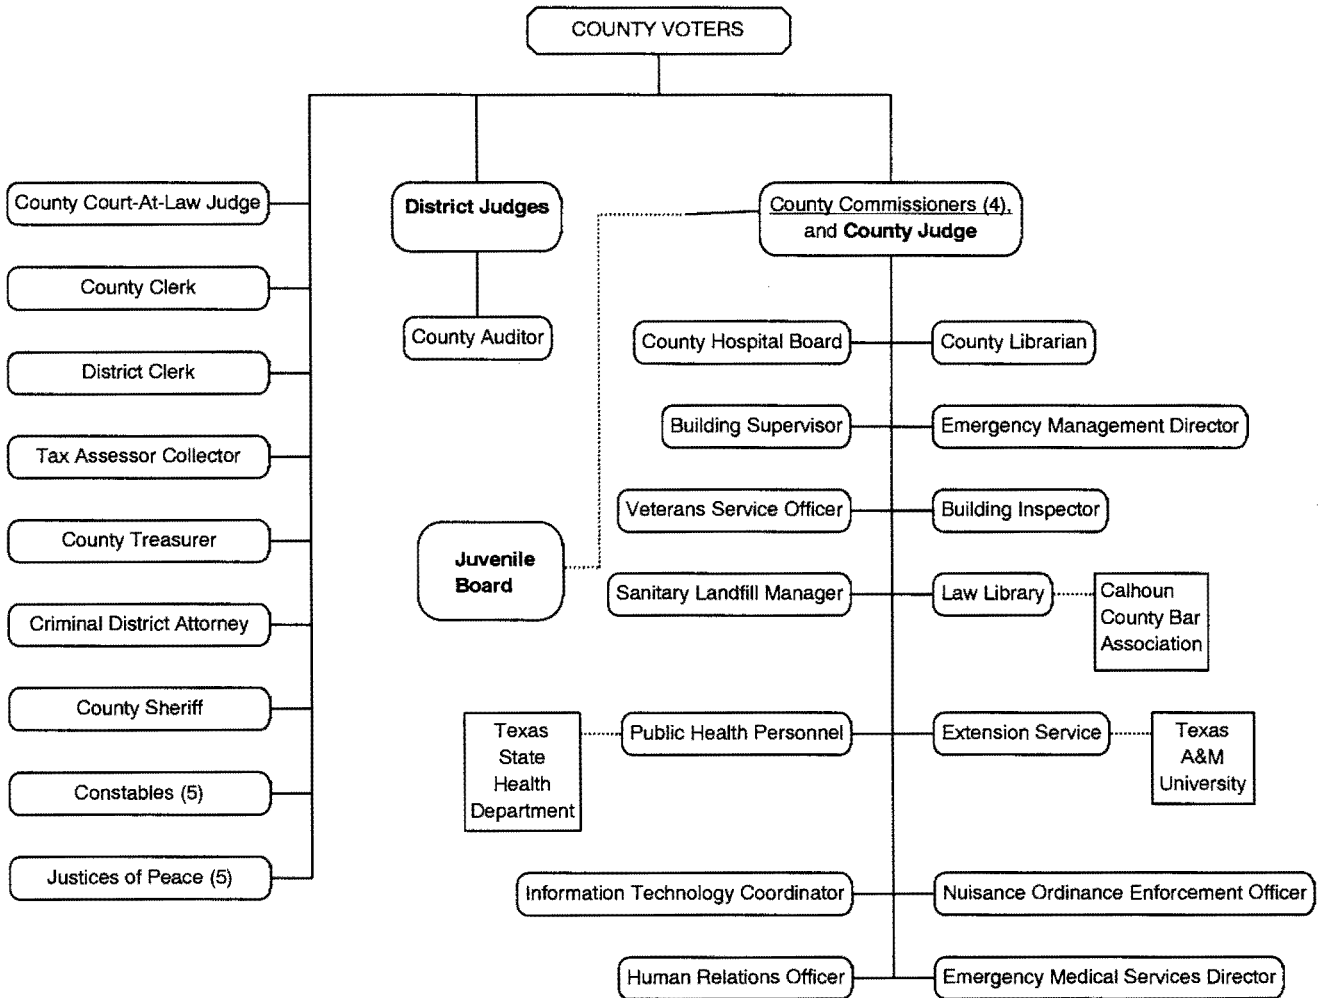 COUNTY VOTERS
County Court-At-Law Judge
County Clerk
District Clerk
Tax Assessor Collector
County Treasurer
Criminal District Attorney
County Sheriff
Constables (5)
Justices of Peace (5)
District Judges
County Auditor
Juvenile
Board
County Commissioners (4),
and County Judge
County Hospital Board
County Librarian
Building Supervisor
Emergency Management Director
Veterans Service Officer
Building Inspector
Sanitary Landfill Manager
Law Library
Calhoun
County Bar
Association
Texas
State
Health
Department
Public Health Personnel
Extension Service
Texas
A&M
University
Information Technology Coordinator
Nuisance Ordinance Enforcement Officer
Human Relations Officer
Emergency Medical Services Director